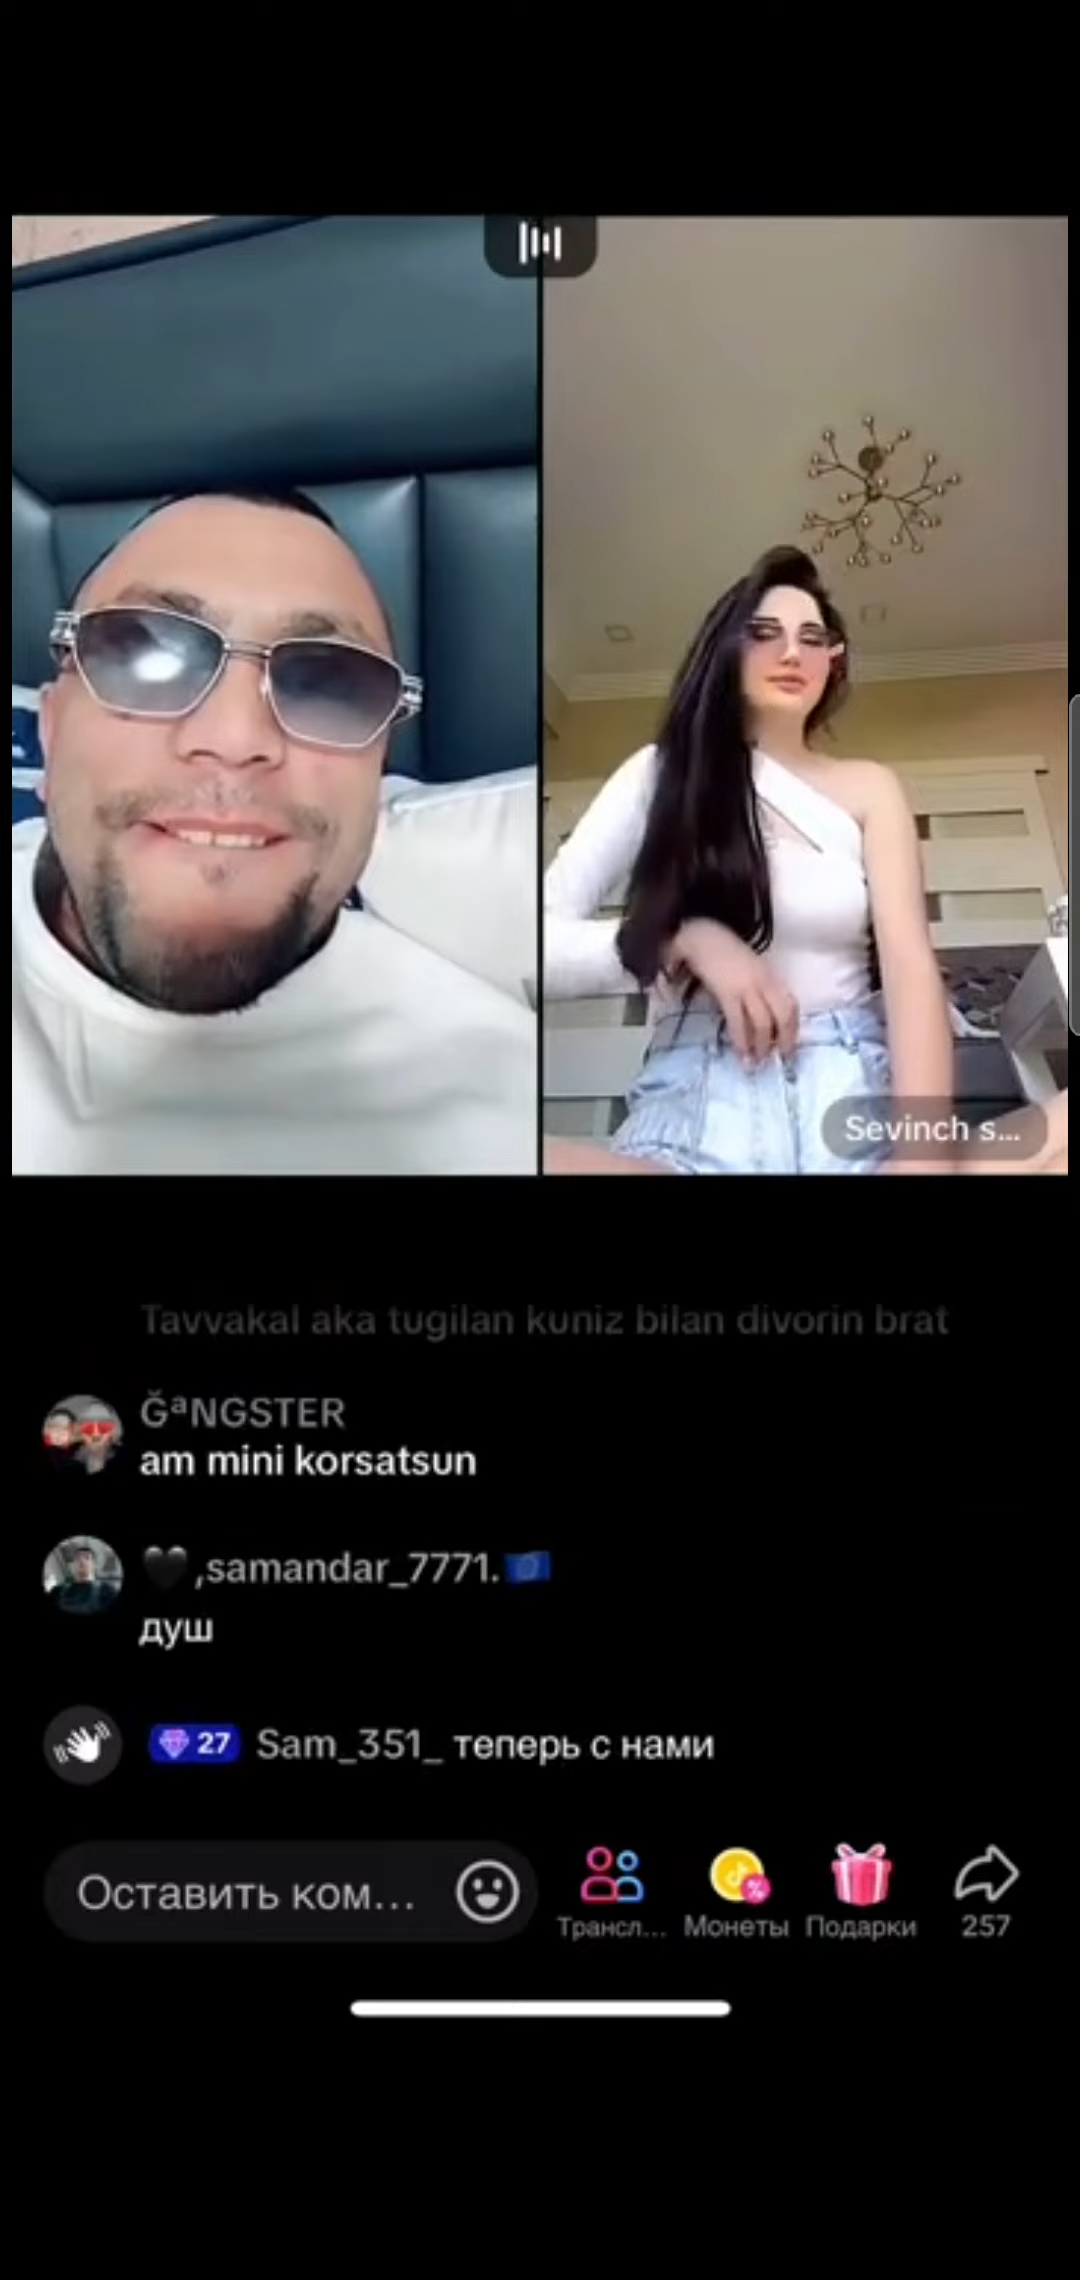 Sevinch s...
Tavvakal aka tugilan kuniz bilan divorin brat
ĞªNGSTER
am mini korsatsun
🖤,samandar_7771.🇪🇺
душ
27 Sam_351_ теперь с нами
Оставить ком...
Трансл... Монеты Подарки 257